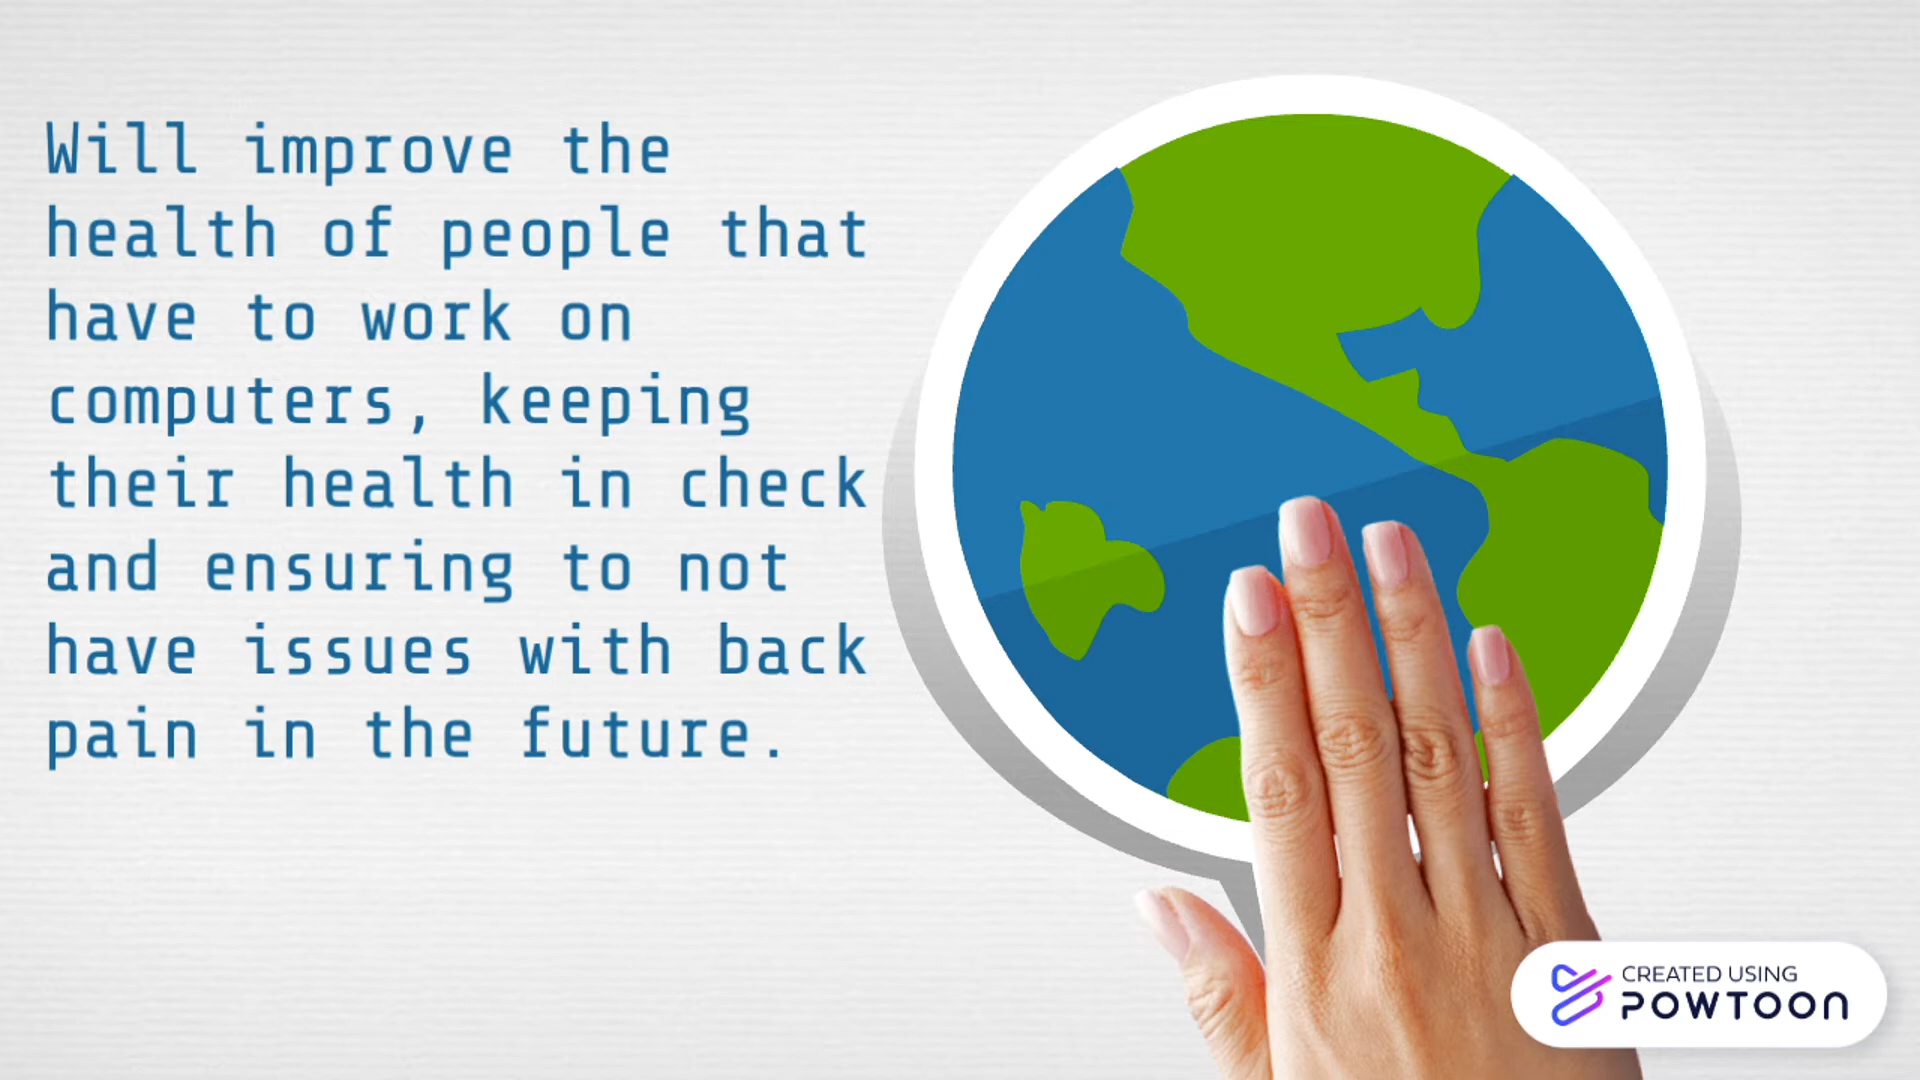 Will improve the
health of people that
have to work on
computers, keeping
their health in check
and ensuring to not
have issues with back
pain in the future.
CREATED USING
POWTOON